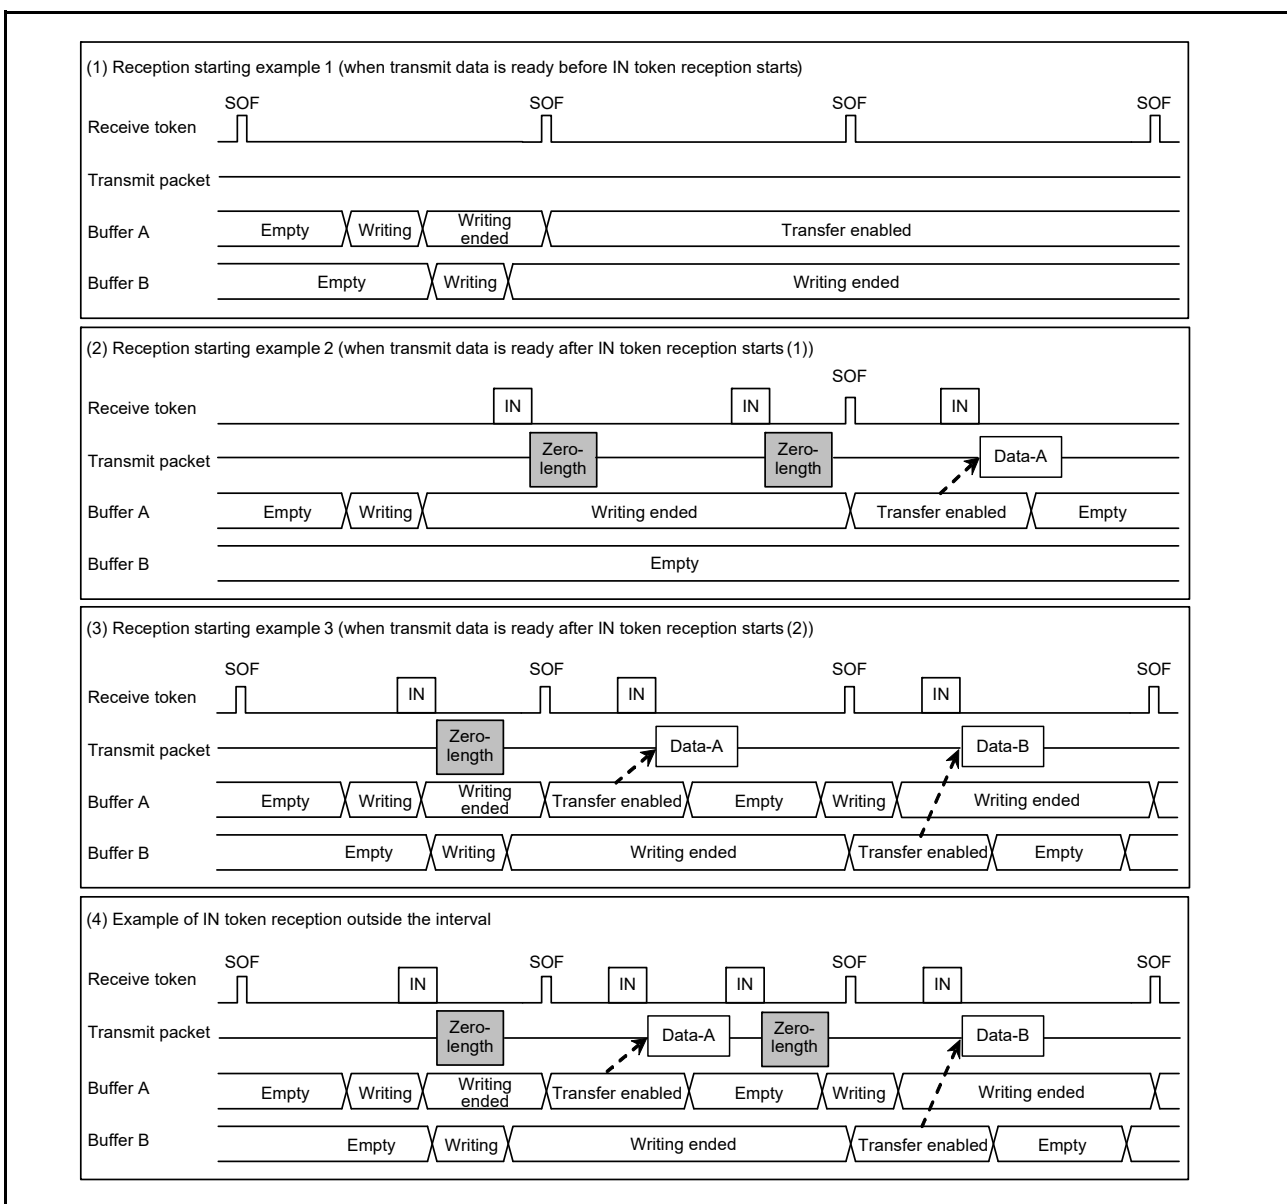 (1) Reception starting example 1 (when transmit data is ready before IN token reception starts)
SOF SOF SOF SOF
Receive token
Transmit packet
Buffer A Empty Writing Writing ended Transfer enabled
Buffer B Empty Writing Writing ended
(2) Reception starting example 2 (when transmit data is ready after IN token reception starts (1))
SOF
Receive token IN IN IN
Transmit packet Zero-length Zero-length Data-A
Buffer A Empty Writing Writing ended Transfer enabled Empty
Buffer B Empty
(3) Reception starting example 3 (when transmit data is ready after IN token reception starts (2))
SOF SOF SOF SOF
Receive token IN IN IN
Transmit packet Zero-length Data-A Data-B
Buffer A Empty Writing Writing ended Transfer enabled Empty Writing Writing ended
Buffer B Empty Writing Writing ended Transfer enabled Empty
(4) Example of IN token reception outside the interval
SOF SOF SOF SOF
Receive token IN IN IN IN
Transmit packet Zero-length Data-A Zero-length Data-B
Buffer A Empty Writing Writing ended Transfer enabled Empty Writing Writing ended
Buffer B Empty Writing Writing ended Transfer enabled Empty